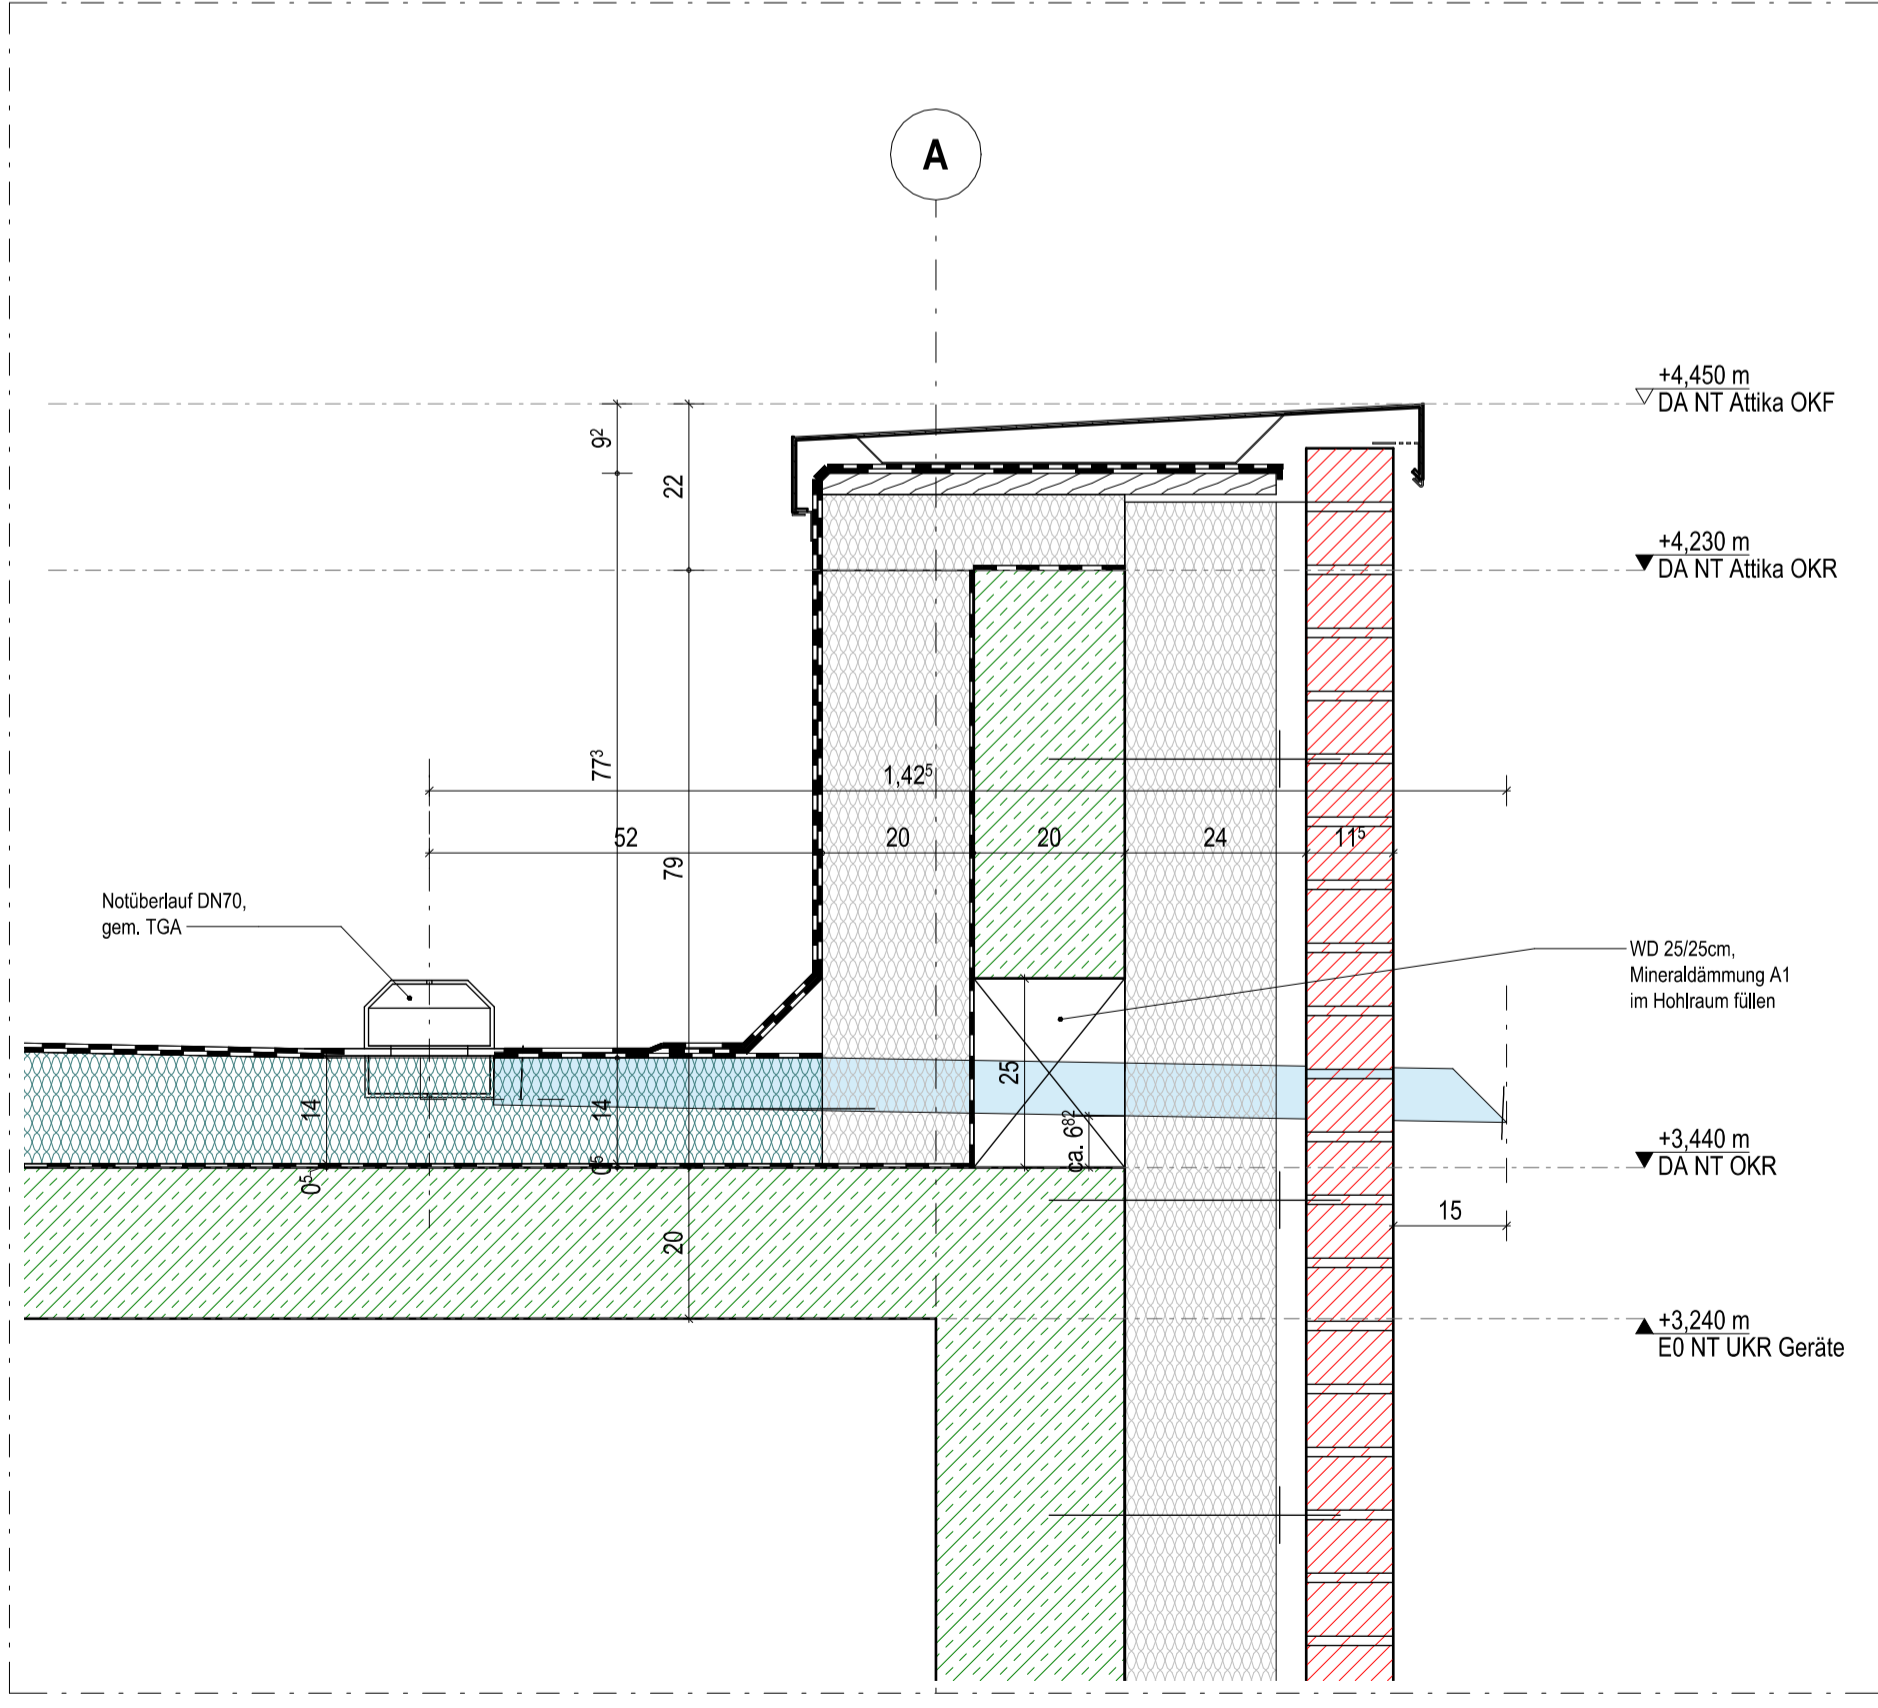 A
+4,450 m
DA NT Attika OKF
9²
22
+4,230 m
DA NT Attika OKR
77³
1,42⁵
52
20
20
24
11⁵
79
Notüberlauf DN70,
gem. TGA
WD 25/25cm,
Mineraldämmung A1
im Hohlraum füllen
25
14
14
ca. 6⁸²
0⁵
0⁵
+3,440 m
DA NT OKR
15
20
+3,240 m
E0 NT UKR Geräte